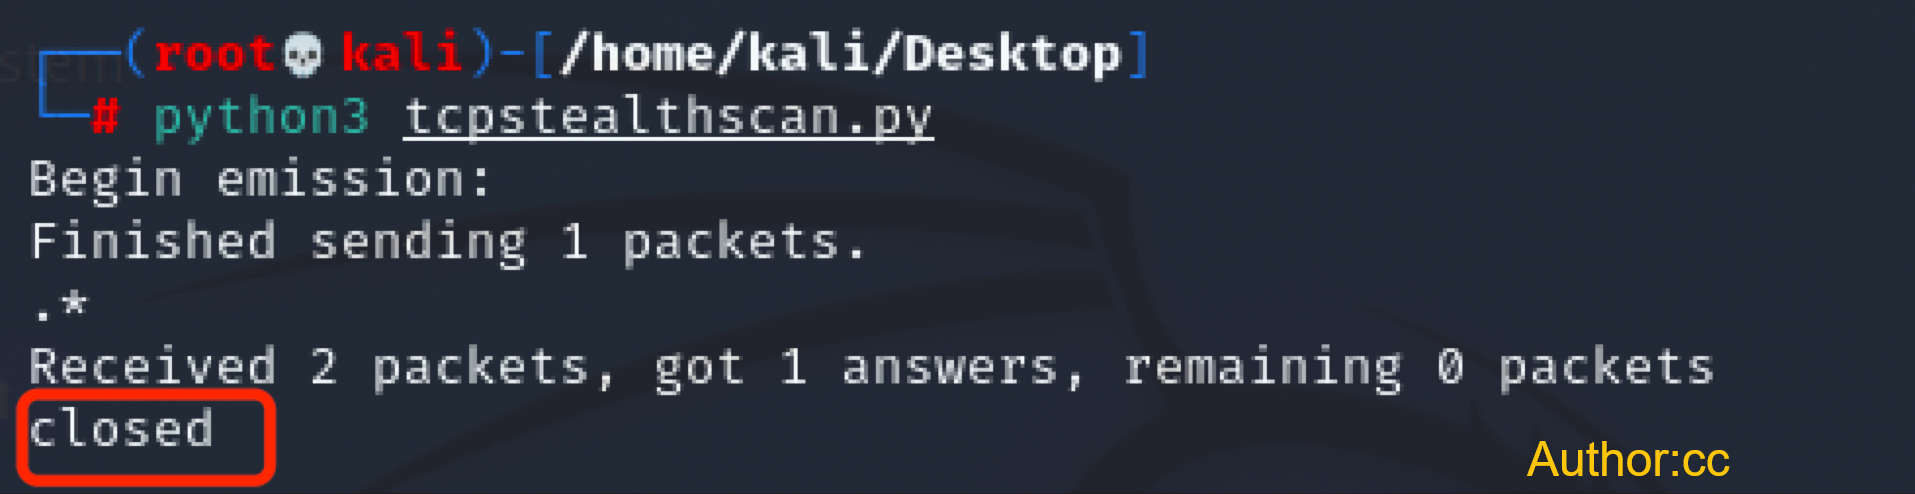 (root💀kali)-[/home/kali/Desktop]
# python3 tcpstealthscan.py
Begin emission:
Finished sending 1 packets.
.*
Received 2 packets, got 1 answers, remaining 0 packets
closed
Author:cc